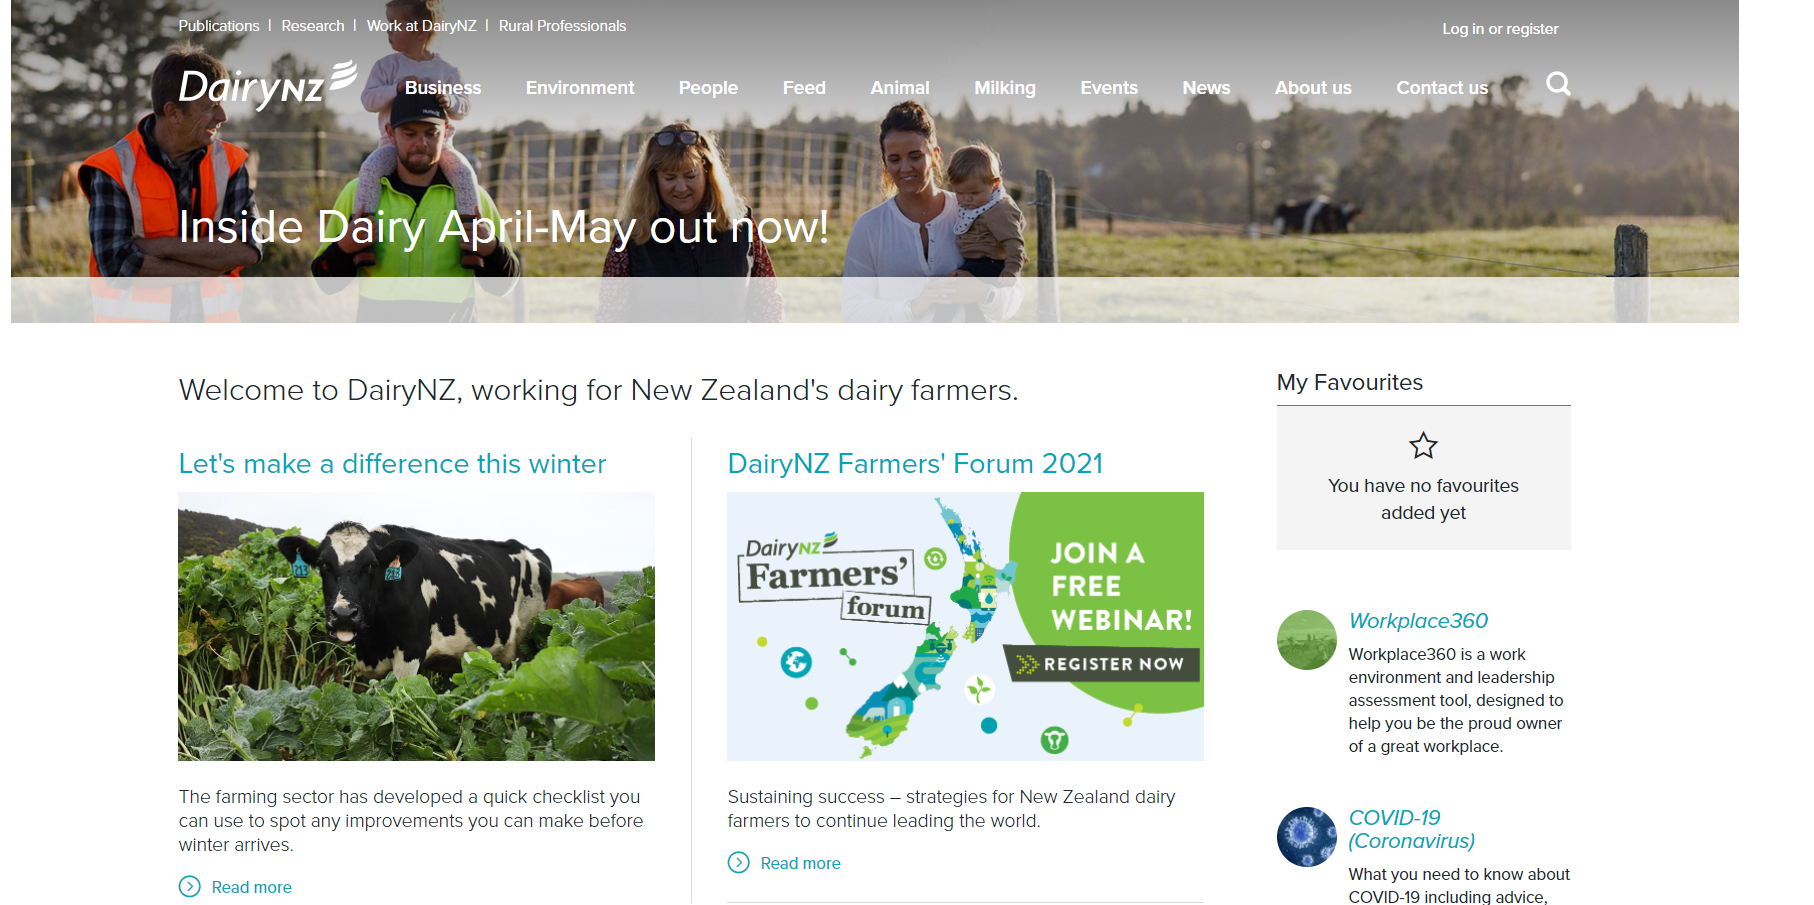 Publications | Research | Work at DairyNZ | Rural Professionals
Log in or register
DairyNZ
Business Environment People Feed Animal Milking Events News About us Contact us
Inside Dairy April-May out now!
Welcome to DairyNZ, working for New Zealand's dairy farmers.
Let's make a difference this winter
213
213
The farming sector has developed a quick checklist you
can use to spot any improvements you can make before
winter arrives.
Read more
DairyNZ Farmers' Forum 2021
DairyNZ
Farmers'
forum
JOIN A
FREE
WEBINAR!
REGISTER NOW
Sustaining success – strategies for New Zealand dairy
farmers to continue leading the world.
Read more
My Favourites
You have no favourites
added yet
Workplace360
Workplace360 is a work
environment and leadership
assessment tool, designed to
help you be the proud owner
of a great workplace.
COVID-19
(Coronavirus)
What you need to know about
COVID-19 including advice,